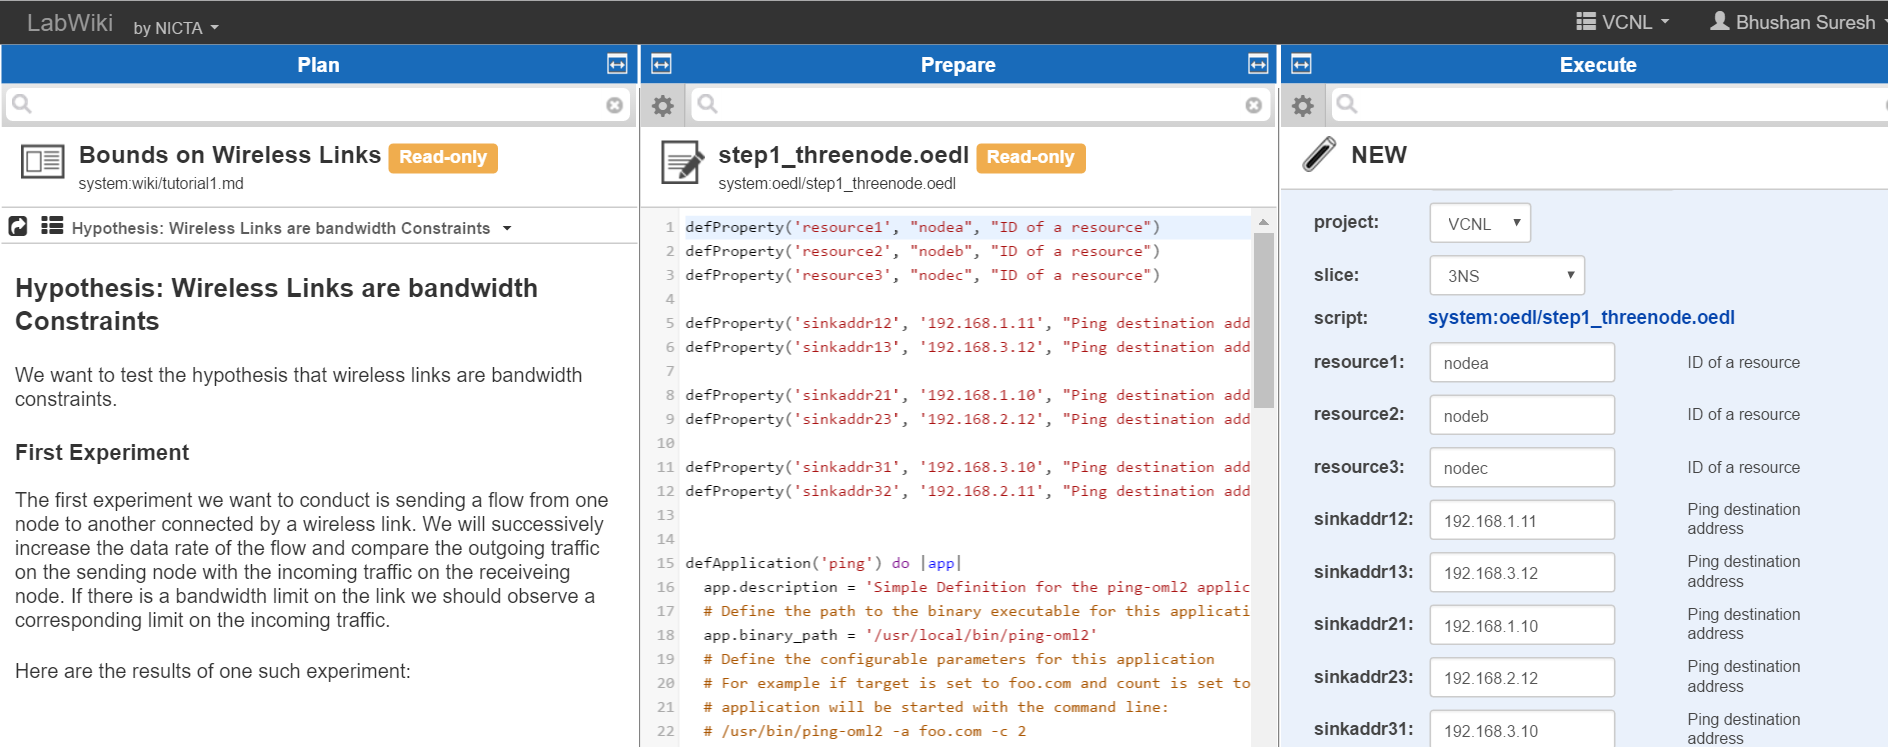 LabWiki by NICTA
VCNL Bhushan Suresh
Plan
Bounds on Wireless Links Read-only
system:wiki/tutorial1.md
Hypothesis: Wireless Links are bandwidth Constraints
Hypothesis: Wireless Links are bandwidth
Constraints
We want to test the hypothesis that wireless links are bandwidth
constraints.
First Experiment
The first experiment we want to conduct is sending a flow from one
node to another connected by a wireless link. We will successively
increase the data rate of the flow and compare the outgoing traffic
on the sending node with the incoming traffic on the receiveing
node. If there is a bandwidth limit on the link we should observe a
corresponding limit on the incoming traffic.
Here are the results of one such experiment:
Prepare
step1_threenode.oedl Read-only
system:oedl/step1_threenode.oedl
1 defProperty('resource1', "nodea", "ID of a resource")
2 defProperty('resource2', "nodeb", "ID of a resource")
3 defProperty('resource3', "nodec", "ID of a resource")
4
5 defProperty('sinkaddr12', '192.168.1.11', "Ping destination add
6 defProperty('sinkaddr13', '192.168.3.12', "Ping destination add
7
8 defProperty('sinkaddr21', '192.168.1.10', "Ping destination add
9 defProperty('sinkaddr23', '192.168.2.12', "Ping destination add
10
11 defProperty('sinkaddr31', '192.168.3.10', "Ping destination add
12 defProperty('sinkaddr32', '192.168.2.11', "Ping destination add
13
14
15 defApplication('ping') do |app|
16 app.description = 'Simple Definition for the ping-oml2 applic
17 # Define the path to the binary executable for this applicati
18 app.binary_path = '/usr/local/bin/ping-oml2'
19 # Define the configurable parameters for this application
20 # For example if target is set to foo.com and count is set to
21 # application will be started with the command line:
22 # /usr/bin/ping-oml2 -a foo.com -c 2
Execute
NEW
project: VCNL
slice: 3NS
script: system:oedl/step1_threenode.oedl
resource1: nodea ID of a resource
resource2: nodeb ID of a resource
resource3: nodec ID of a resource
sinkaddr12: 192.168.1.11 Ping destination
address
sinkaddr13: 192.168.3.12 Ping destination
address
sinkaddr21: 192.168.1.10 Ping destination
address
sinkaddr23: 192.168.2.12 Ping destination
address
sinkaddr31: 192.168.3.10 Ping destination
address